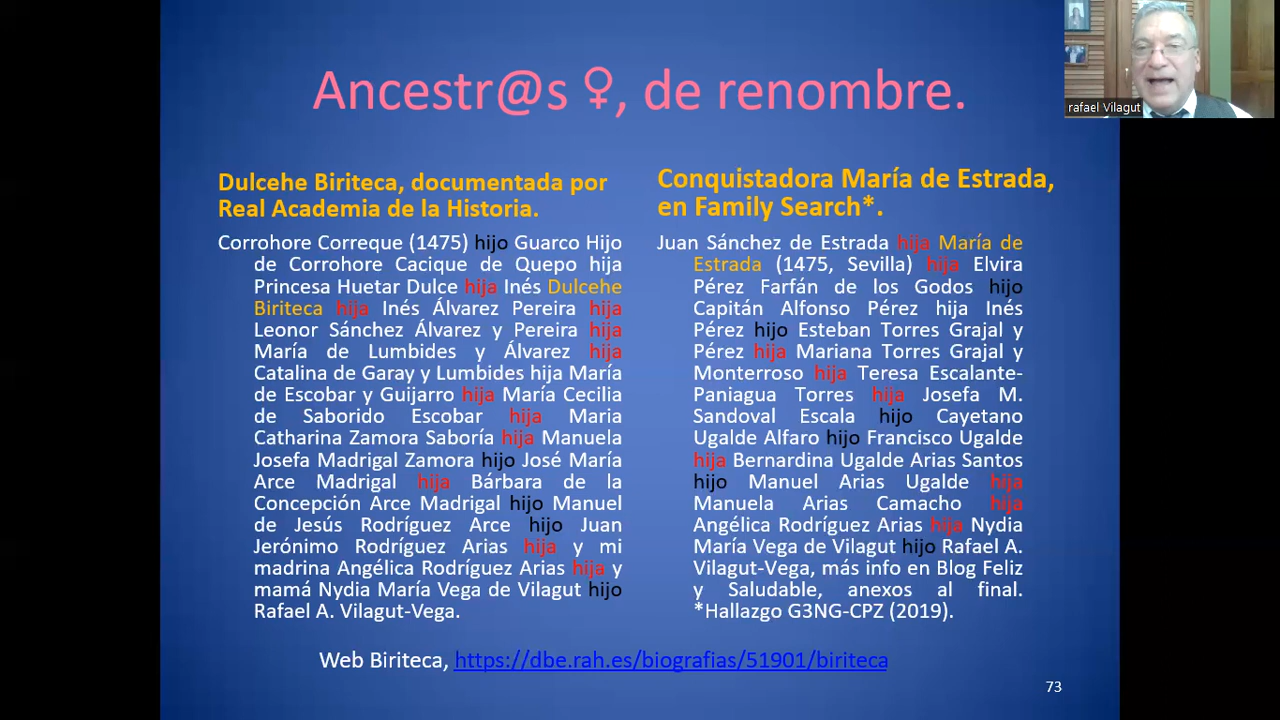 Ancestr@s ♀, de renombre.
rafael Vilagut
Dulcehe Biriteca, documentada por
Real Academia de la Historia.
Corrohore Correque (1475) hijo Guarco Hijo
de Corrohore Cacique de Quepo hija
Princesa Huetar Dulce hija Inés Dulcehe
Biriteca hija Inés Álvarez Pereira hija
Leonor Sánchez Álvarez y Pereira hija
María de Lumbides y Álvarez hija
Catalina de Garay y Lumbides hija María
de Escobar y Guijarro hija María Cecilia
de Saborido Escobar hija Maria
Catharina Zamora Saboría hija Manuela
Josefa Madrigal Zamora hijo José María
Arce Madrigal hija Bárbara de la
Concepción Arce Madrigal hijo Manuel
de Jesús Rodríguez Arce hijo Juan
Jerónimo Rodríguez Arias hija y mi
madrina Angélica Rodríguez Arias hija y
mamá Nydia María Vega de Vilagut hijo
Rafael A. Vilagut-Vega.
Conquistadora María de Estrada,
en Family Search*.
Juan Sánchez de Estrada hija María de
Estrada (1475, Sevilla) hija Elvira
Pérez Farfán de los Godos hijo
Capitán Alfonso Pérez hija Inés
Pérez hijo Esteban Torres Grajal y
Pérez hija Mariana Torres Grajal y
Monterroso hija Teresa Escalante-
Paniagua Torres hija Josefa M.
Sandoval Escala hijo Cayetano
Ugalde Alfaro hijo Francisco Ugalde
hija Bernardina Ugalde Arias Santos
hijo Manuel Arias Ugalde hija
Manuela Arias Camacho hija
Angélica Rodríguez Arias hija Nydia
María Vega de Vilagut hijo Rafael A.
Vilagut-Vega, más info en Blog Feliz
y Saludable, anexos al final.
*Hallazgo G3NG-CPZ (2019).
Web Biriteca, https://dbe.rah.es/biografias/51901/biriteca
73